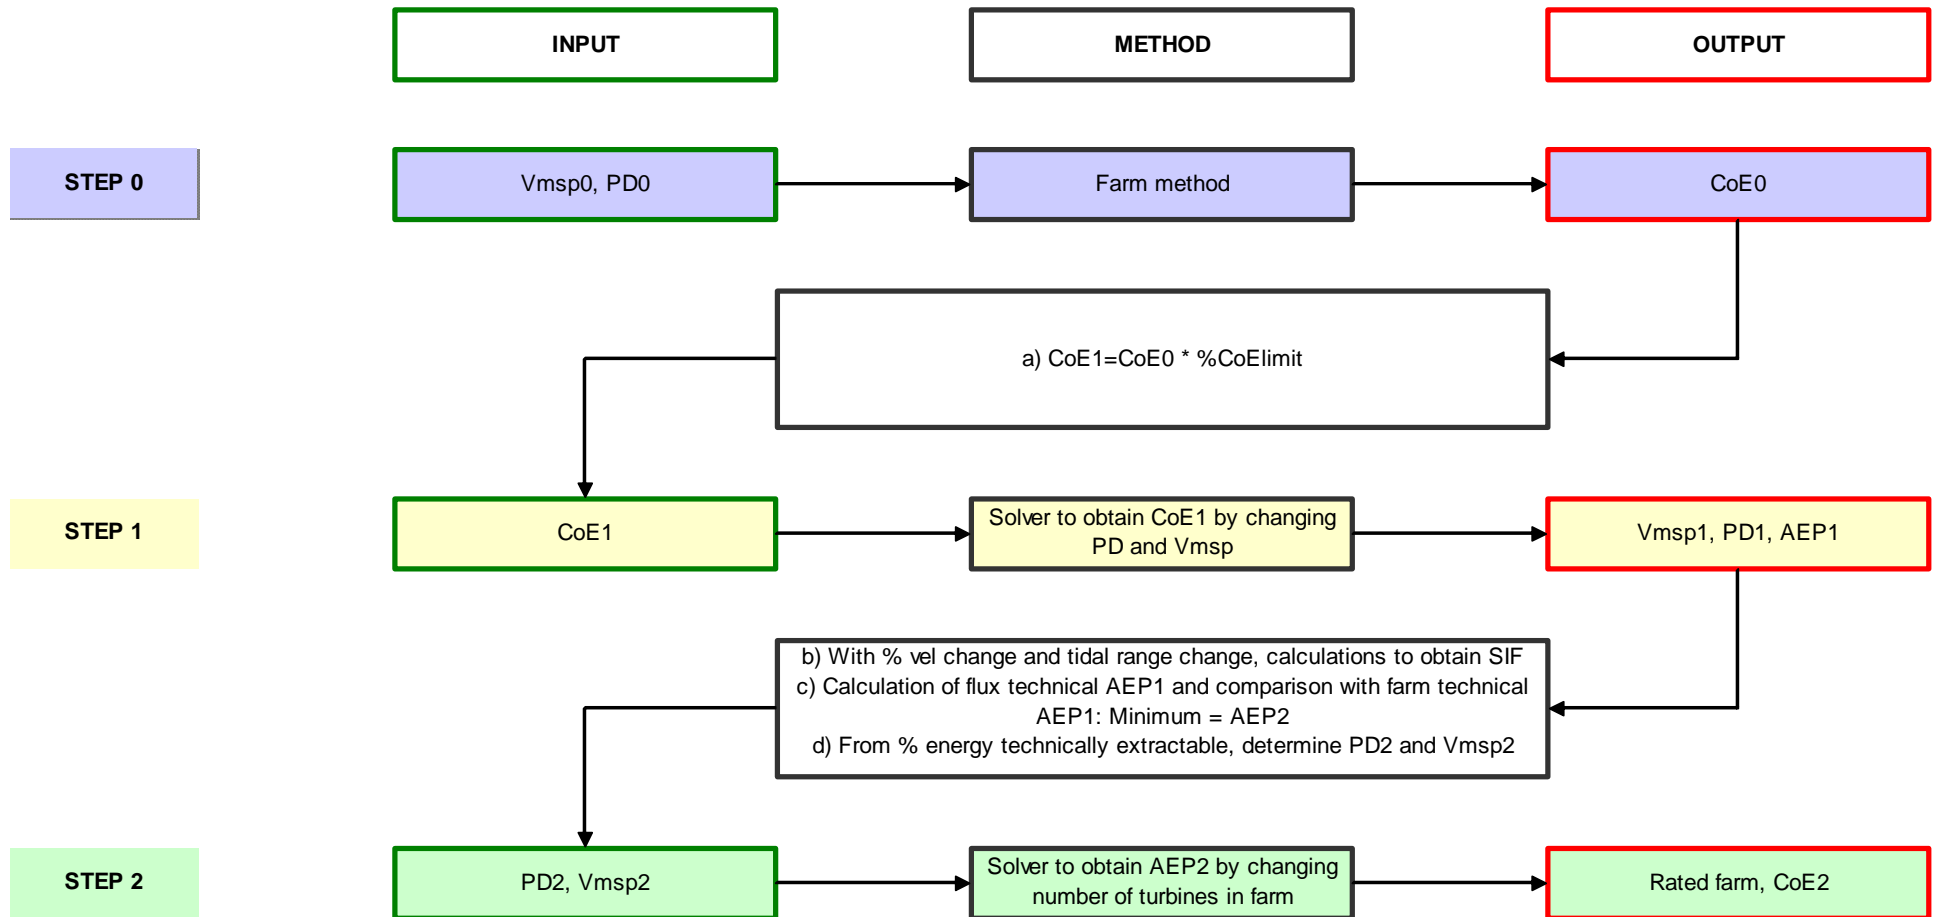 INPUT
METHOD
OUTPUT
STEP 0
Vmsp0, PD0
Farm method
CoE0
a) CoE1=CoE0 * %CoElimit
STEP 1
CoE1
Solver to obtain CoE1 by changing
PD and Vmsp
Vmsp1, PD1, AEP1
b) With % vel change and tidal range change, calculations to obtain SIF
c) Calculation of flux technical AEP1 and comparison with farm technical
AEP1: Minimum = AEP2
d) From % energy technically extractable, determine PD2 and Vmsp2
STEP 2
PD2, Vmsp2
Solver to obtain AEP2 by changing
number of turbines in farm
Rated farm, CoE2